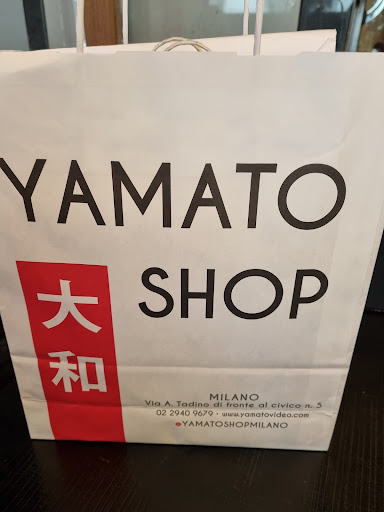 YAMATO
SHOP
大和
MILANO
Via A. Tadino di fronte al civico n. 5
02 2940 9679 • www.yamatovideo.com
@YAMATOSHOPMILANO